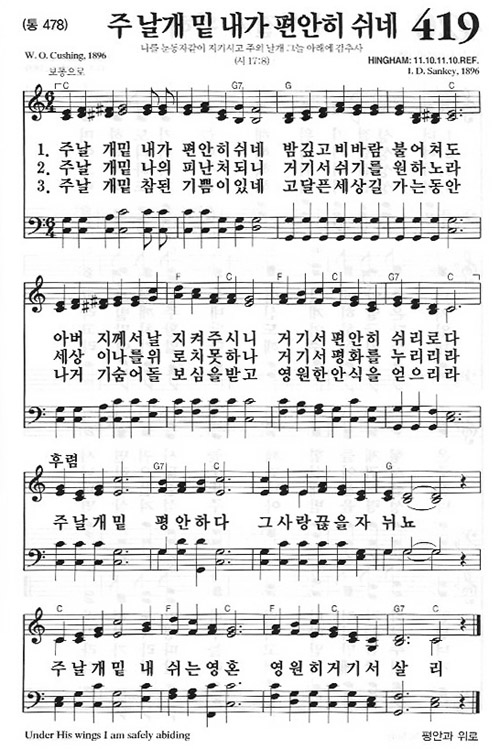 (통 478)
주 날개 밑 내가 편안히 쉬네 419
나를 눈동자같이 지키시고 주의 날개 그늘 아래에 감추사
(시 17:8)
W. O. Cushing, 1896
HINGHAM: 11.10.11.10.REF.
I. D. Sankey, 1896
보통으로
C G7 G
1. 주날 개밑 내가 편안히쉬네 밤깊고비바람 불어쳐도
2. 주날 개밑 나의 피난처되니 거기서쉬기를 원하노라
3. 주날 개밑 참된 기쁨이있네 고달픈세상길 가는동안
C F C F C G7 C
아버 지께서날 지켜주시니 거기서편안히 쉬리로다
세상 이나를위 로치못하나 거기서평화를 누리리라
나거 기숨어돌 보심을받고 영원한안식을 얻으리라
후렴
G7 C G7 C G7
주날개밑 평안하다 그사랑끊을자 뉘뇨
C F C F C G7 C
주날개밑 내 쉬는영혼 영원히거기서 살 리
Under His wings I am safely abiding
평안과 위로